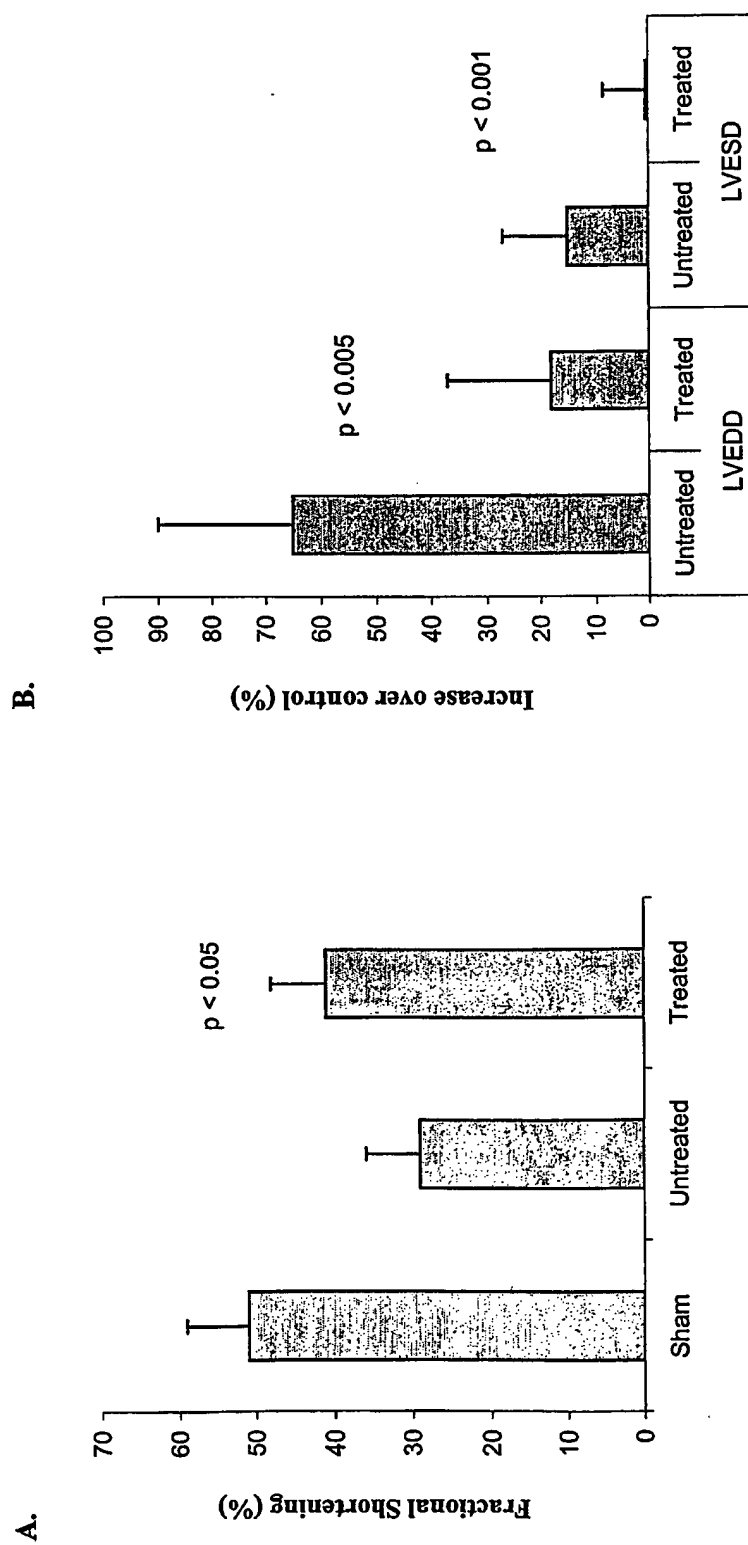 A.
Fractional Shortening (%)
70
60
50
40
30
20
10
0
p < 0.05
Sham
Untreated
Treated
B.
Increase over control (%)
100
90
80
70
60
50
40
30
20
10
0
p < 0.005
p < 0.001
Untreated
Treated
Untreated
Treated
LVEDD
LVESD